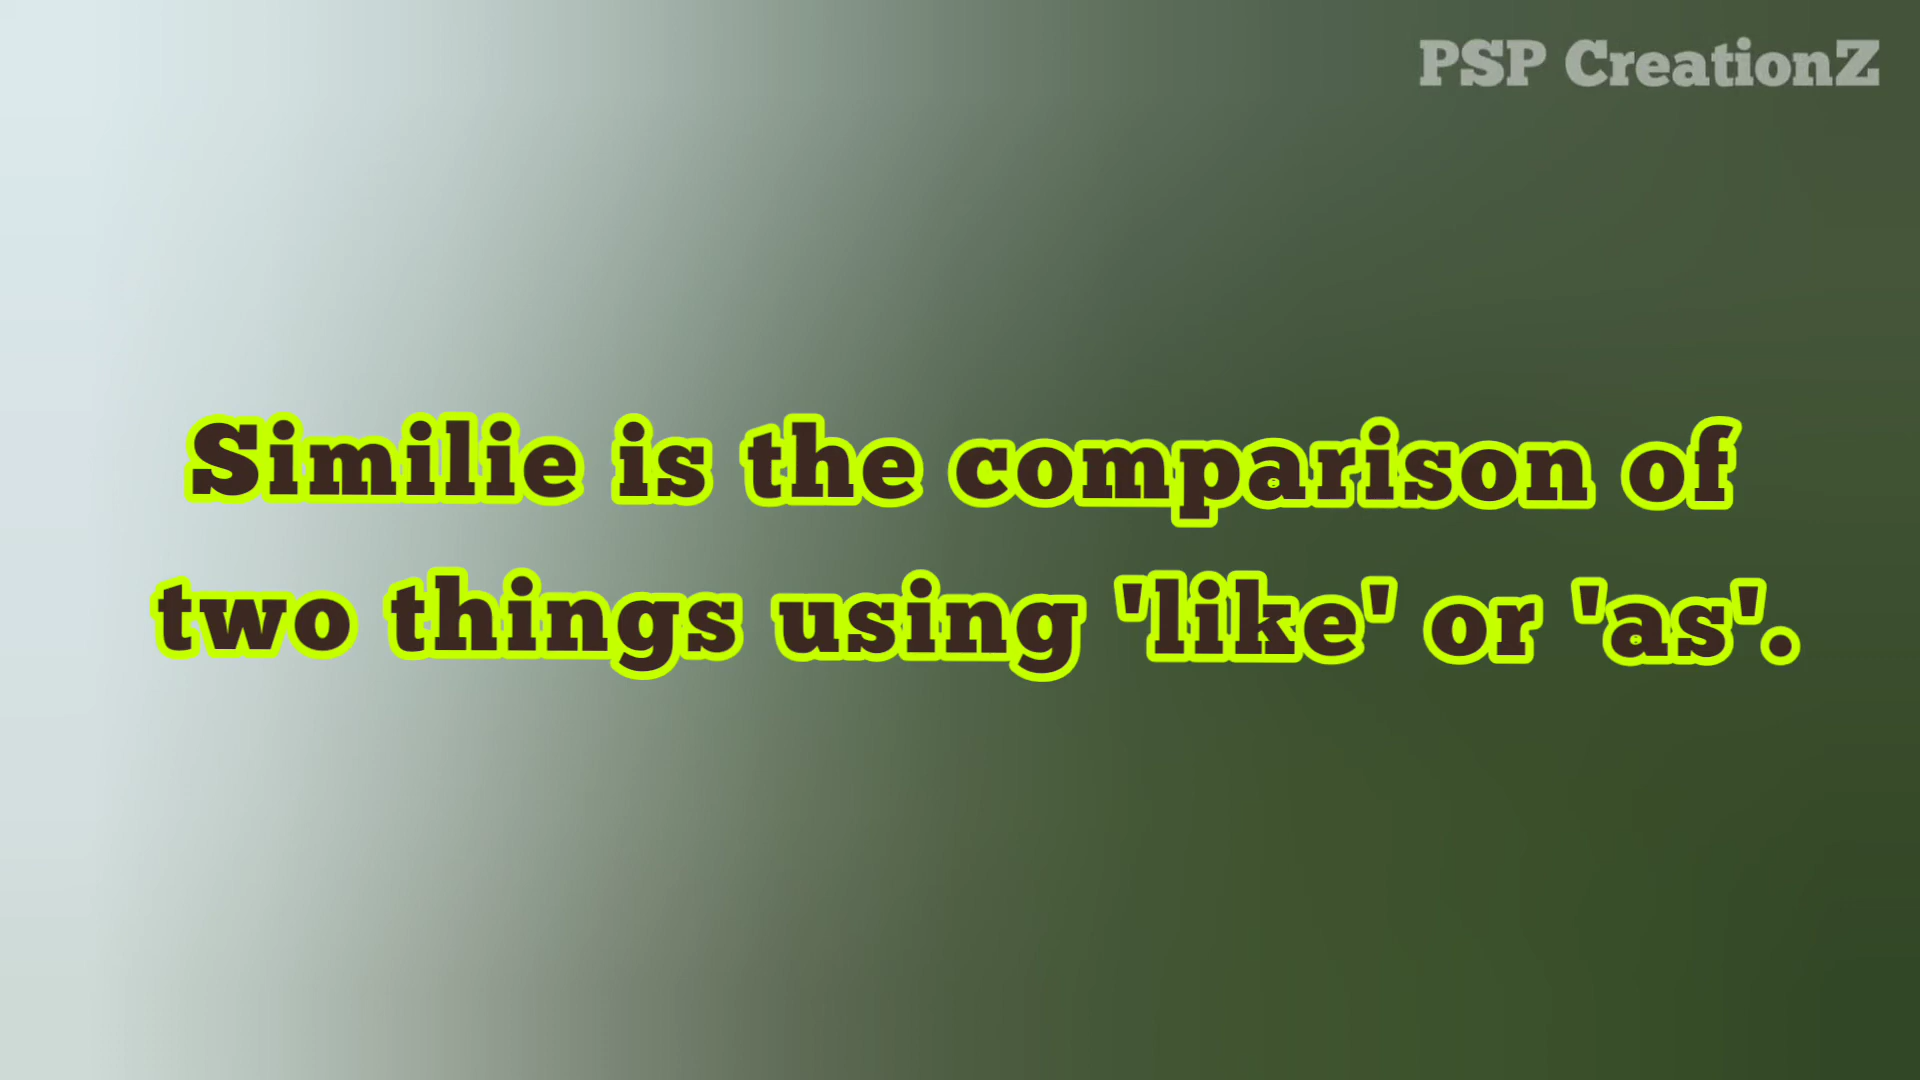 PSP CreationZ
Similie is the comparison of
two things using 'like' or 'as'.